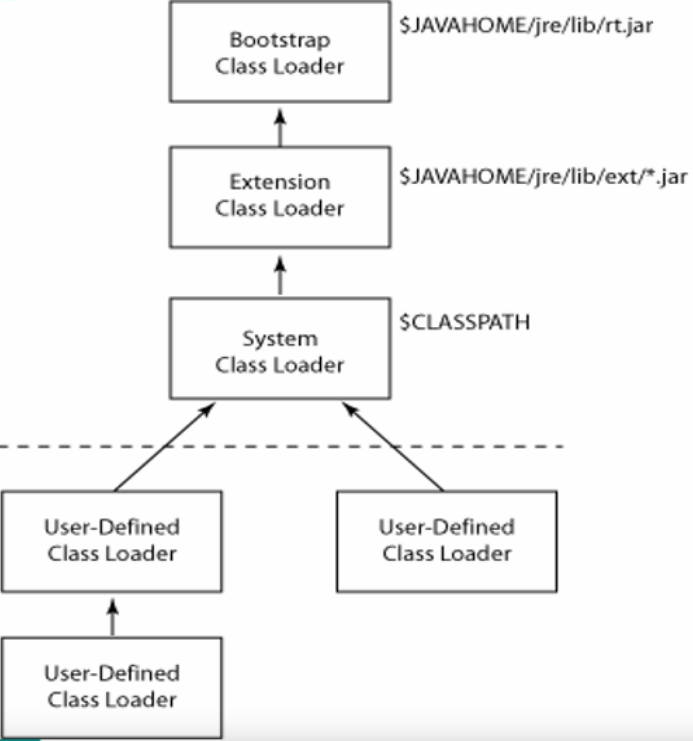 Bootstrap
Class Loader
$JAVAHOME/jre/lib/rt.jar
Extension
Class Loader
$JAVAHOME/jre/lib/ext/*.jar
System
Class Loader
$CLASSPATH
User-Defined
Class Loader
User-Defined
Class Loader
User-Defined
Class Loader